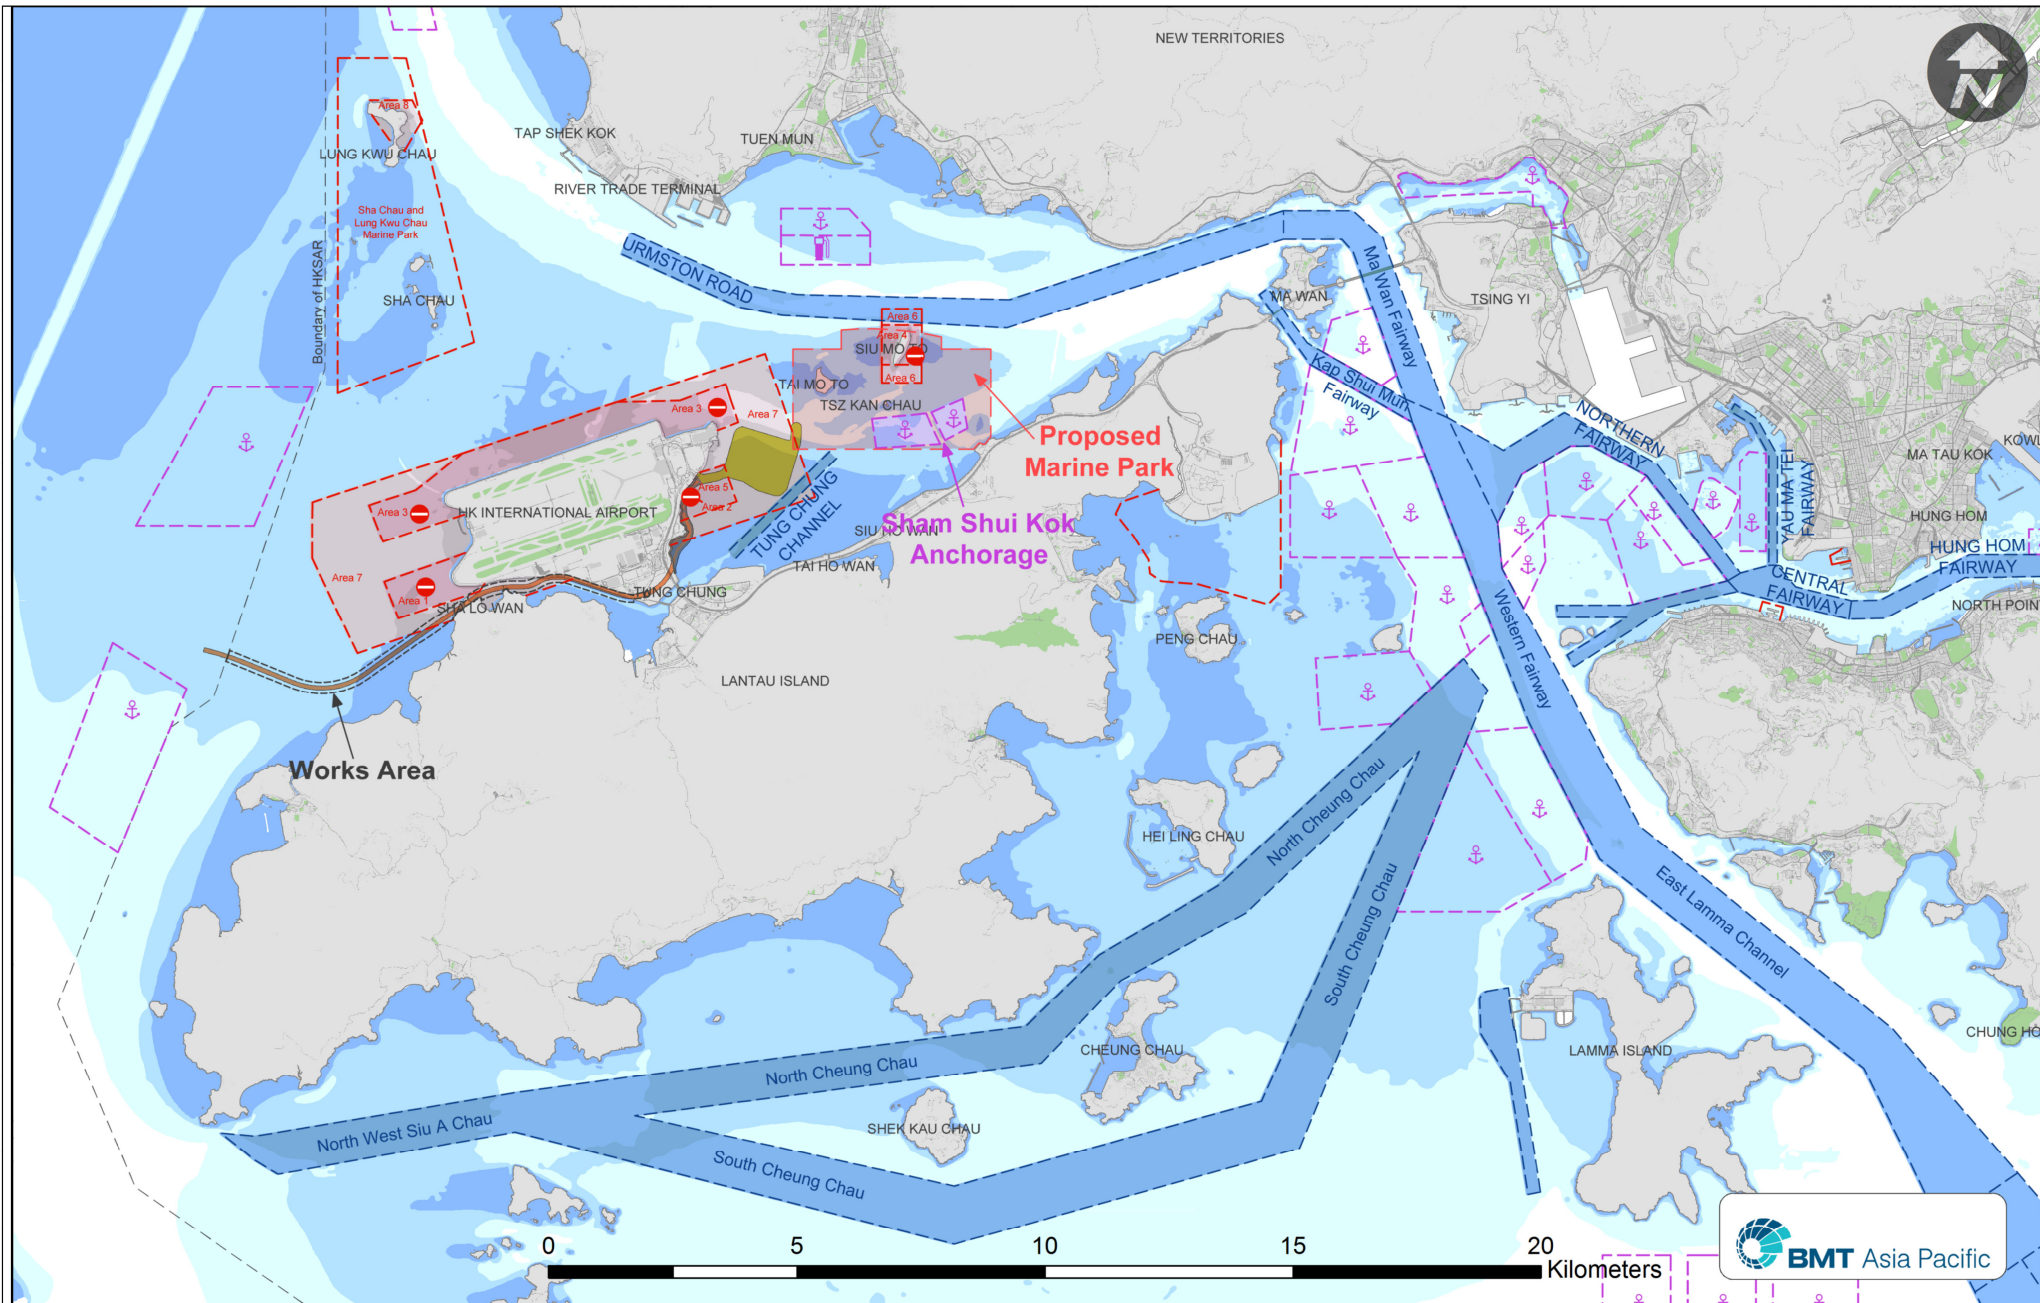 NEW TERRITORIES
N
Area 8
LUNG KWU CHAU
TAP SHEK KOK
TUEN MUN
RIVER TRADE TERMINAL
Sha Chau and
Lung Kwu Chau
Marine Park
Boundary of HKSAR
SHA CHAU
URMSTON ROAD
MA WAN
Ma Wan Fairway
TSING YI
Area 6
Area 4
SIU MO TO
Area 6
TAI MO TO
TSZ KAN CHAU
Kap Shui Mun
Fairway
Area 3
Area 7
Proposed
Marine Park
NORTHERN
FAIRWAY
KOWL
MA TAU KOK
YAU MA TEI
FAIRWAY
Area 3
HK INTERNATIONAL AIRPORT
Area 5
Area 2
TUNG CHUNG
CHANNEL
SIU HO WAN
Sham Shui Kok
Anchorage
TAI HO WAN
HUNG HOM
HUNG HOM
FAIRWAY
CENTRAL
FAIRWAY
NORTH POIN
Area 7
Area 1
SHA LO WAN
TUNG CHUNG
PENG CHAU
Western Fairway
LANTAU ISLAND
Works Area
HEI LING CHAU
North Cheung Chau
South Cheung Chau
East Lamma Channel
CHUNG HO
LAMMA ISLAND
CHEUNG CHAU
North Cheung Chau
North West Siu A Chau
SHEK KAU CHAU
South Cheung Chau
0 5 10 15 20
Kilometers
BMT Asia Pacific